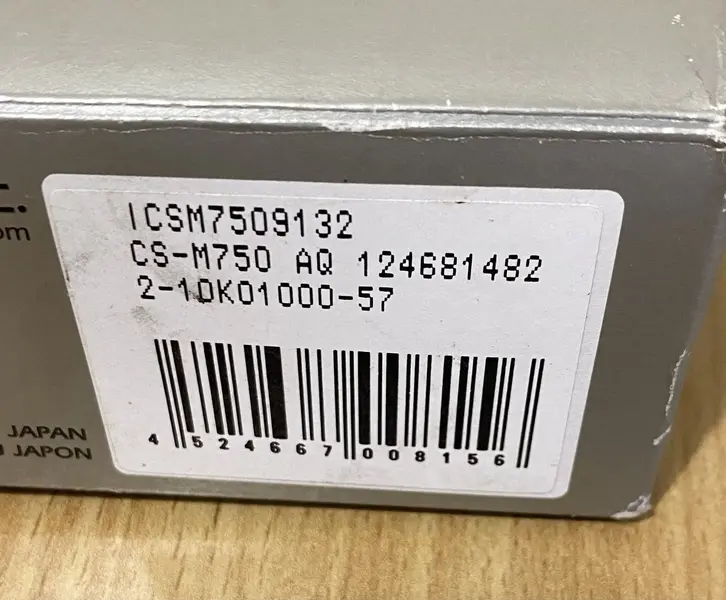 ICSM7509132
CS-M750 AQ 124681482
2-10K01000-57
4 524667 008156
JAPAN
JAPON